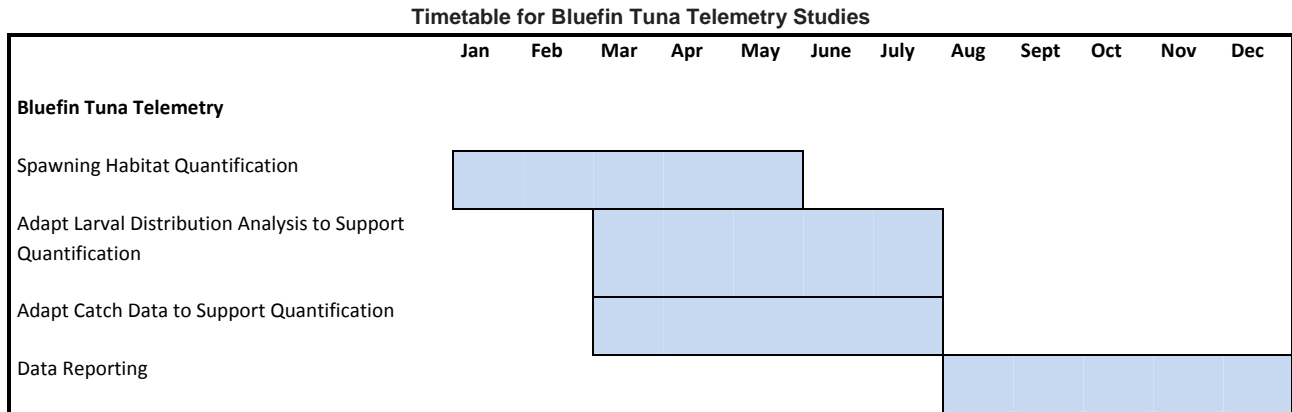 Timetable for Bluefin Tuna Telemetry Studies
Jan Feb Mar Apr May June July Aug Sept Oct Nov Dec
Bluefin Tuna Telemetry
Spawning Habitat Quantification
Adapt Larval Distribution Analysis to Support
Quantification
Adapt Catch Data to Support Quantification
Data Reporting